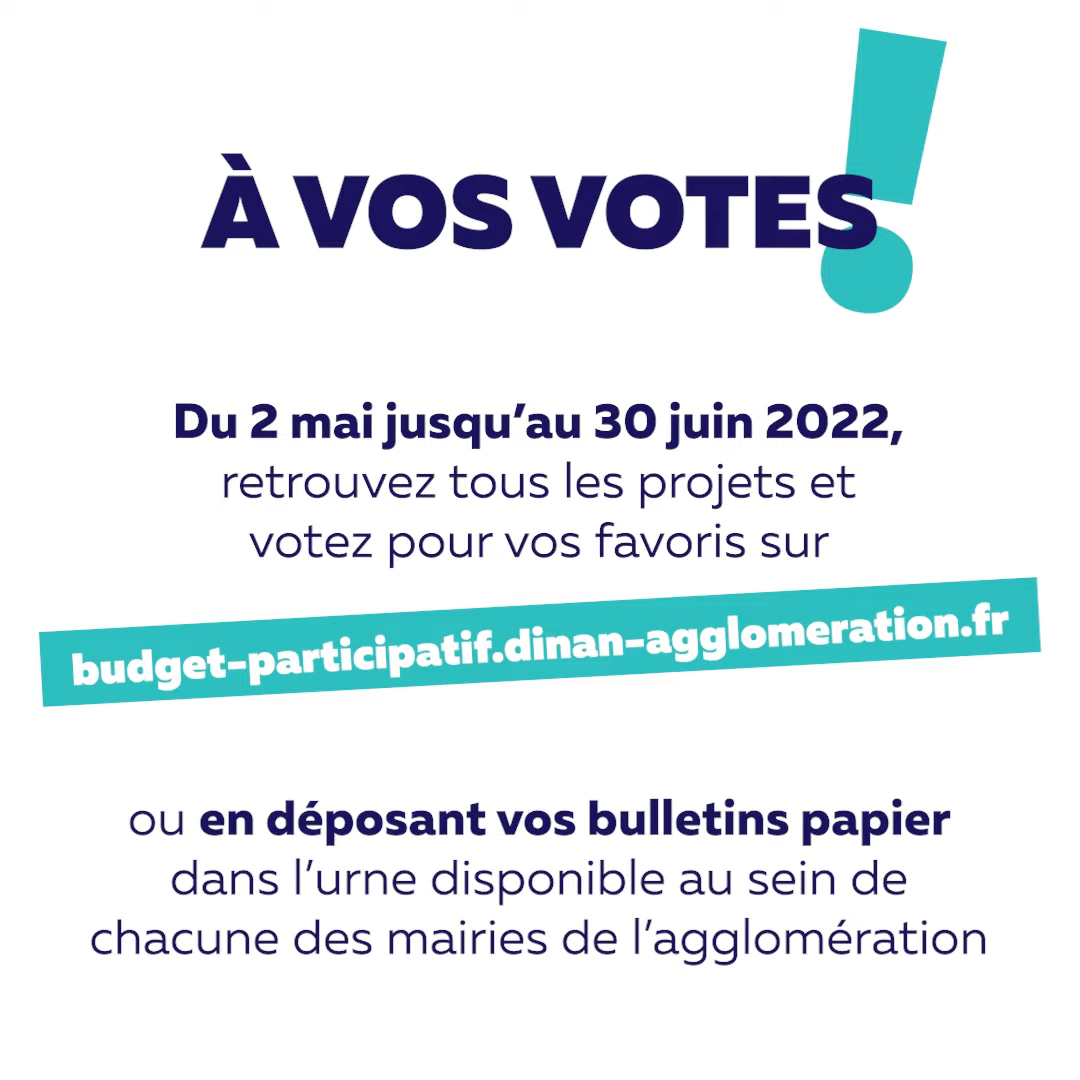 À VOS VOTES !
Du 2 mai jusqu’au 30 juin 2022,
retrouvez tous les projets et
votez pour vos favoris sur
budget-participatif.dinan-agglomeration.fr
ou en déposant vos bulletins papier
dans l’urne disponible au sein de
chacune des mairies de l’agglomération